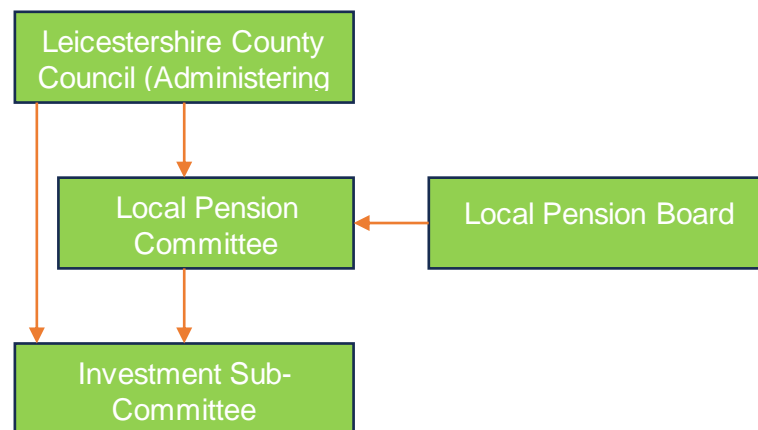 Leicestershire County
Council (Administering
Local Pension
Committee
Local Pension Board
Investment Sub-
Committee